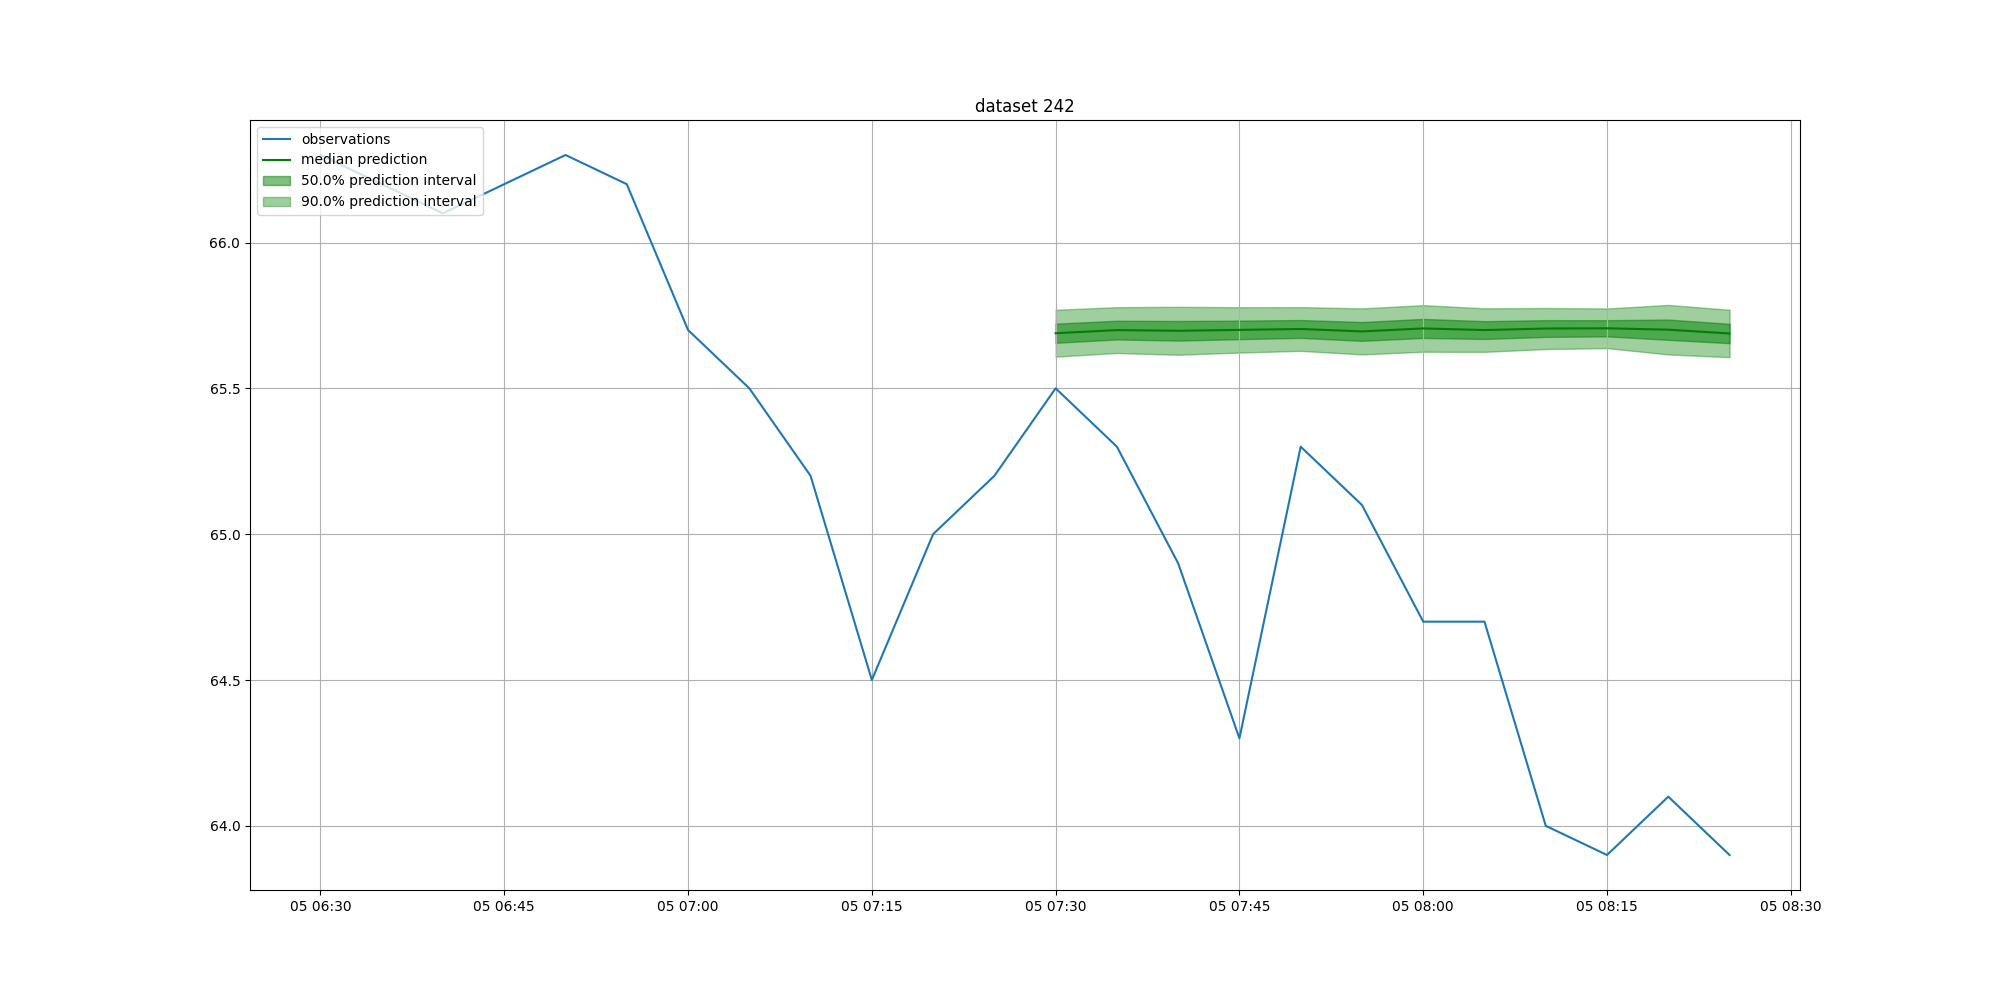 dataset 242
observations
median prediction
50.0% prediction interval
90.0% prediction interval
66.0
65.5
65.0
64.5
64.0
05 06:30 05 06:45 05 07:00 05 07:15 05 07:30 05 07:45 05 08:00 05 08:15 05 08:30